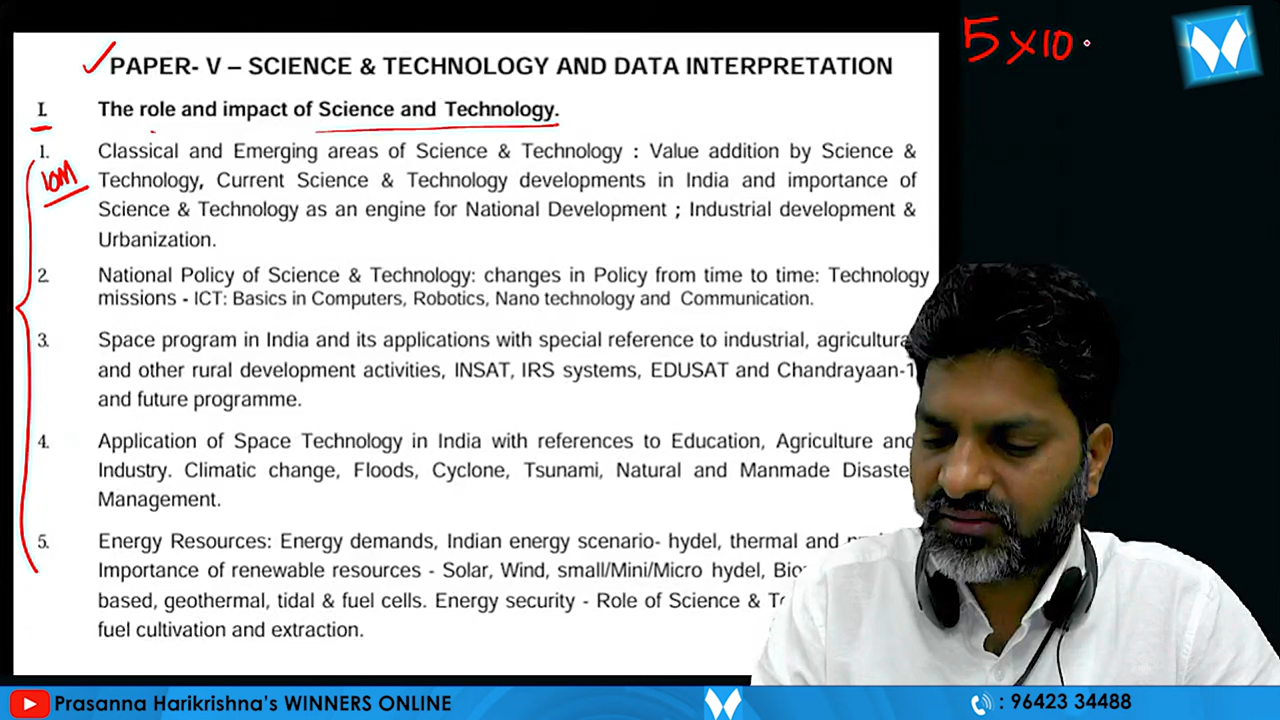 5 X 10
PAPER- V – SCIENCE & TECHNOLOGY AND DATA INTERPRETATION
I. The role and impact of Science and Technology.
1. Classical and Emerging areas of Science & Technology : Value addition by Science &
10M Technology, Current Science & Technology developments in India and importance of
Science & Technology as an engine for National Development ; Industrial development &
Urbanization.
2. National Policy of Science & Technology: changes in Policy from time to time: Technology
missions - ICT: Basics in Computers, Robotics, Nano technology and Communication.
3. Space program in India and its applications with special reference to industrial,
and other rural development activities, INSAT, IRS systems, EDUSAT and Chandrayaan-1
and future programme.
4. Application of Space Technology in India with references to Education, Agriculture and
Industry. Climatic change, Floods, Cyclone, Tsunami, Natural and Manmade
Management.
5. Energy Resources: Energy demands, Indian energy scenario- hydel, thermal and
Importance of renewable resources - Solar, Wind, small/Mini/Micro hydel,
based, geothermal, tidal & fuel cells. Energy security - Role of Science &
fuel cultivation and extraction.
Prasanna Harikrishna's WINNERS ONLINE
: 96423 34488